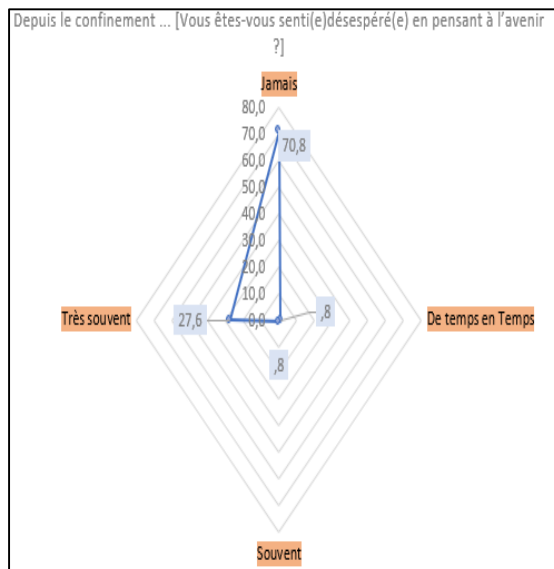 Depuis le confinement ... [Vous êtes-vous senti(e)désespéré(e) en pensant à l'avenir
?]
Jamais
80,0
70,0
70,8
60,0
50,0
40,0
30,0
20,0
10,0
0,0
Très souvent
27,6
,8
De temps en Temps
,8
Souvent